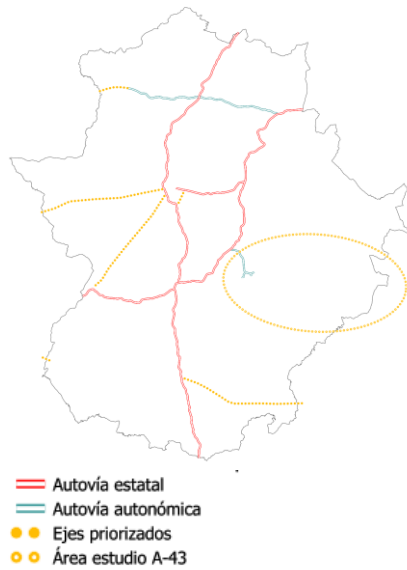 Autovía estatal
Autovía autonómica
Ejes priorizados
Área estudio A-43